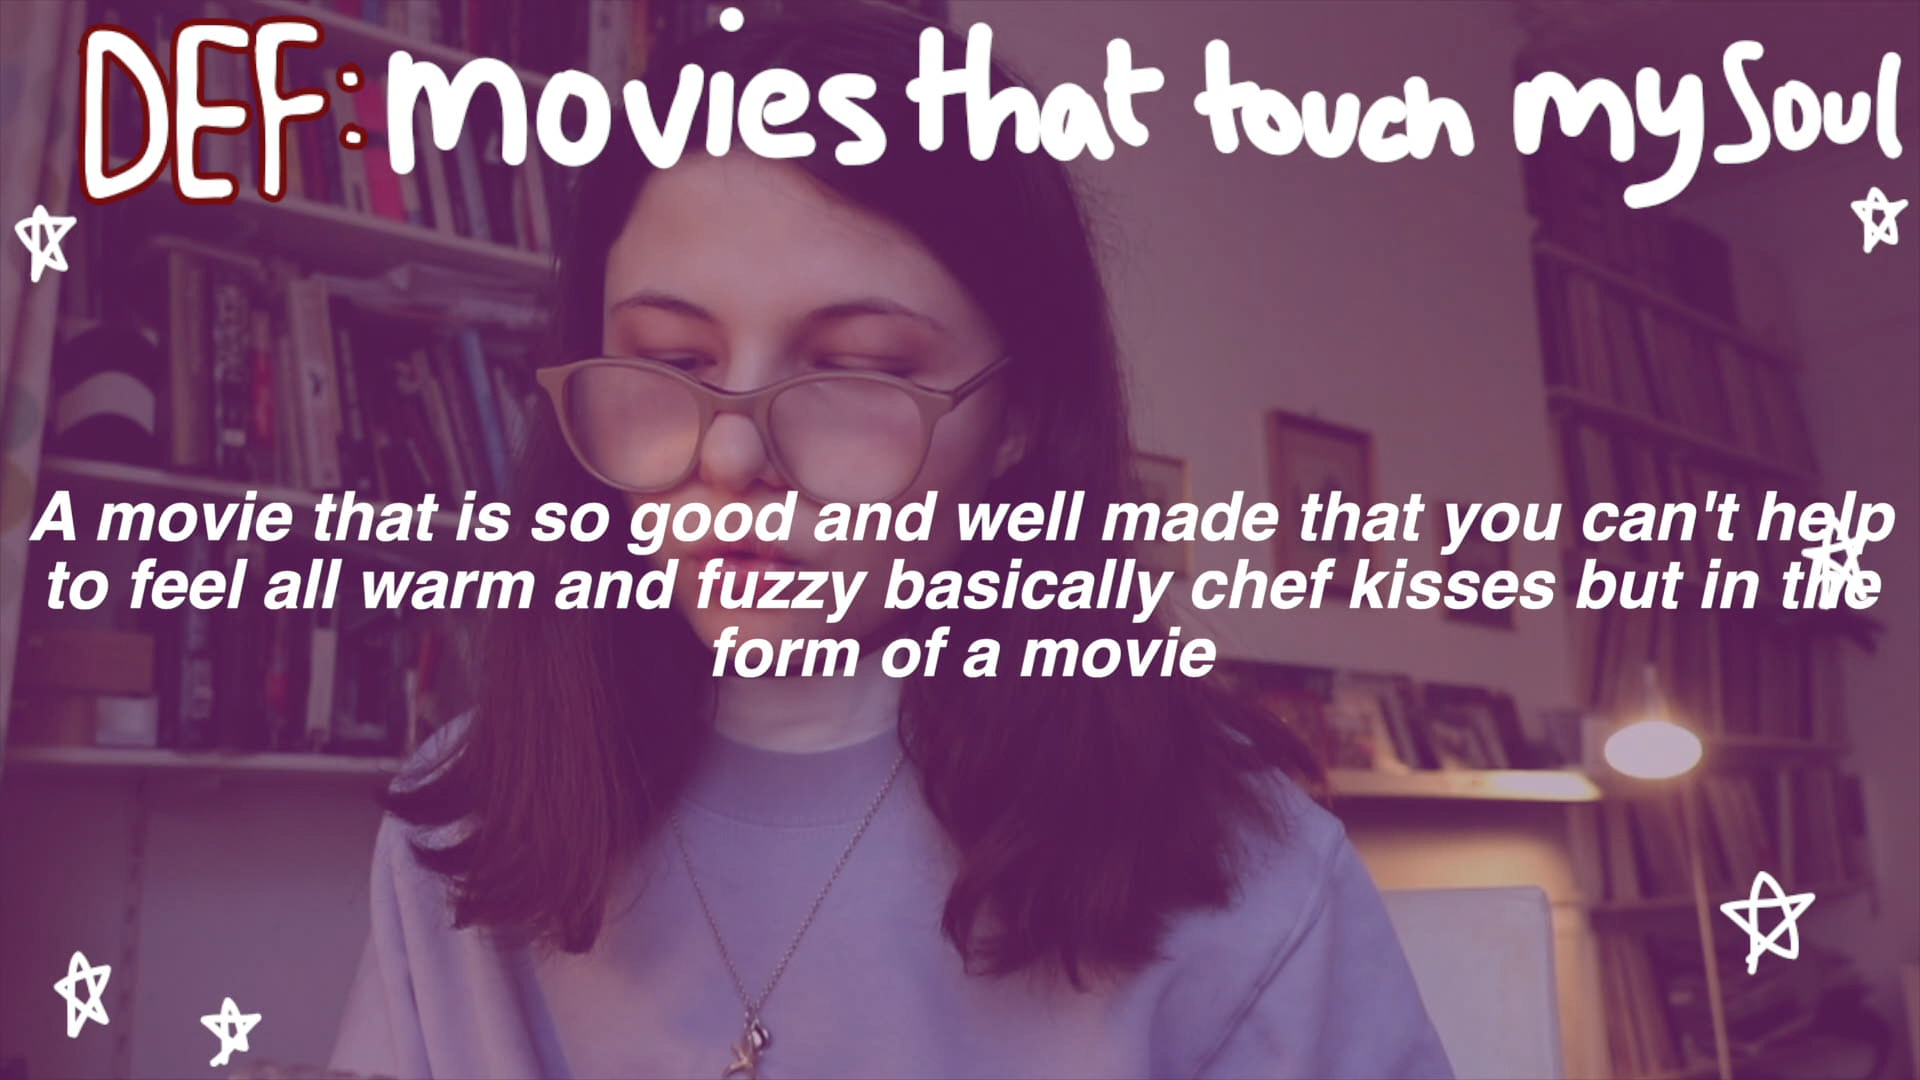 DEF: movies that touch my Soul
A movie that is so good and well made that you can't help
to feel all warm and fuzzy basically chef kisses but in the
form of a movie